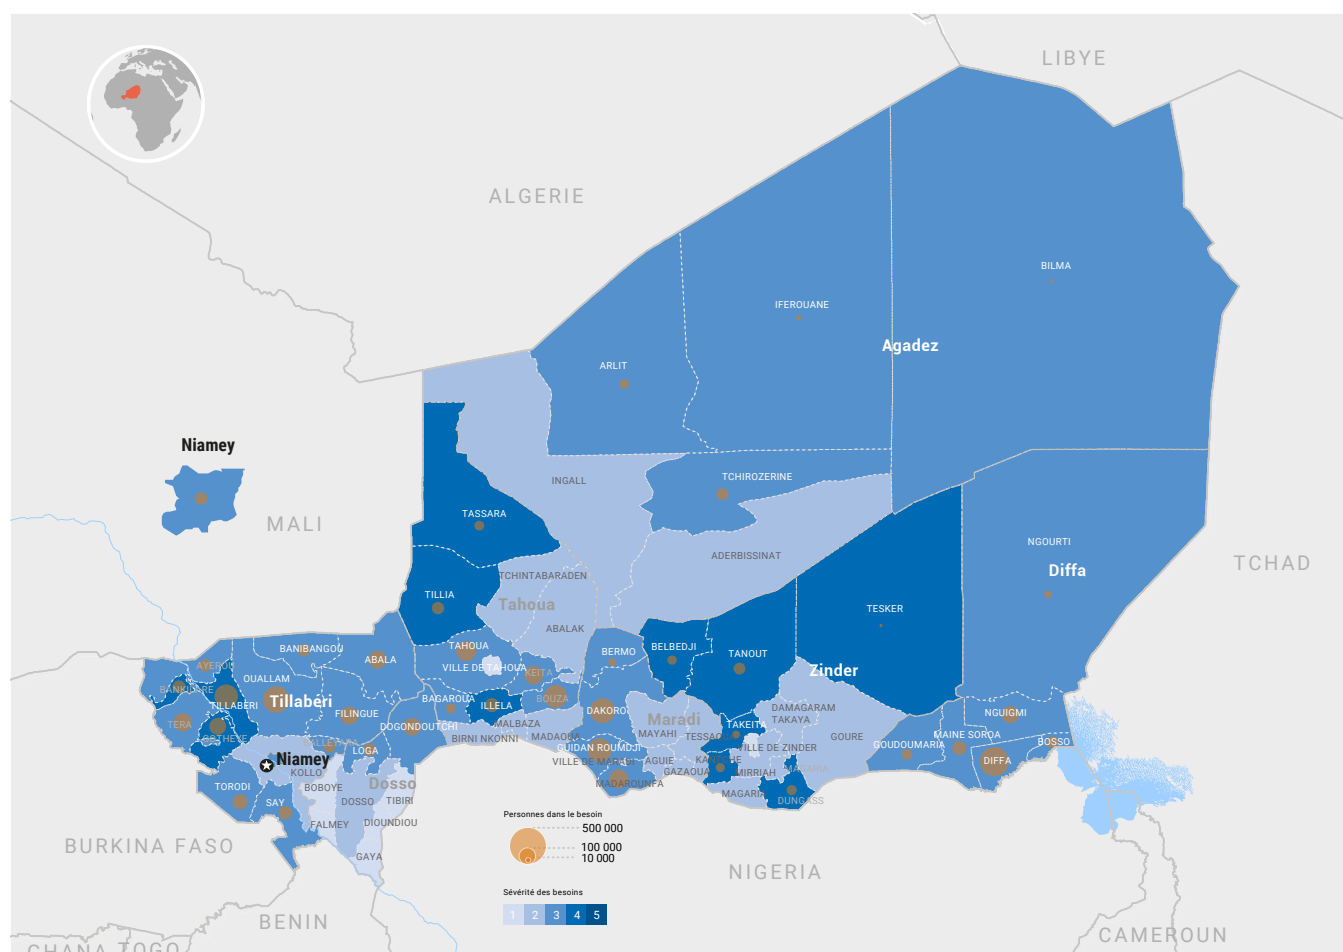 LIBYE
ALGERIE
BILMA
IFEROUANE
Agadez
ARLIT
Niamey
TCHIROZERINE
INGALL
TASSARA
MALI
NGOURTI
ADERBISSINAT
TCHAD
Diffa
TCHINTABARADEN
TILLIA
Tahoua
TESKER
ABALAK
BANIBANGOU
TAHOUA
BELBEDJI
BERMO
TANOUT
ABALA
AYEROU
VILLE DE TAHOUA
Zinder
KEITA
OUALLAM
BANKILARE
TILLABERI
Tillabéri
BAGAROUA
ILLELA
BOUZA
DAKORO
DAMAGARAM
TAKAYA
FILINGUE
NGUIGMI
TERA
DOGONDOUTCHI
MALBAZA
Maradi
TAKEITA
GOTHEYE
BIRNI NKONNI
MADAOUA
MAYAHI
TESSAOUA
GOURE
MAINE SOROA
LOGA
GUIDAN ROUMDJI
VILLE DE ZINDER
GOUDOUMARIA
BOSSO
Niamey
VILLE DE MARADI
AGUIE
KANTCHE
DIFFA
KOLLO
GAZAOUA
MIRRIAH
TORODI
BOBOYE
Dosso
MADAROUNFA
MAGARIA
DUNGASS
SAY
DOSSO
TIBIRI
FALMEY
DIOUNDIOU
BURKINA FASO
GAYA
NIGERIA
BENIN
CAMEROUN
GHANA
TOGO
Personnes dans le besoin
500 000
100 000
10 000
Sévérité des besoins
1 2 3 4 5